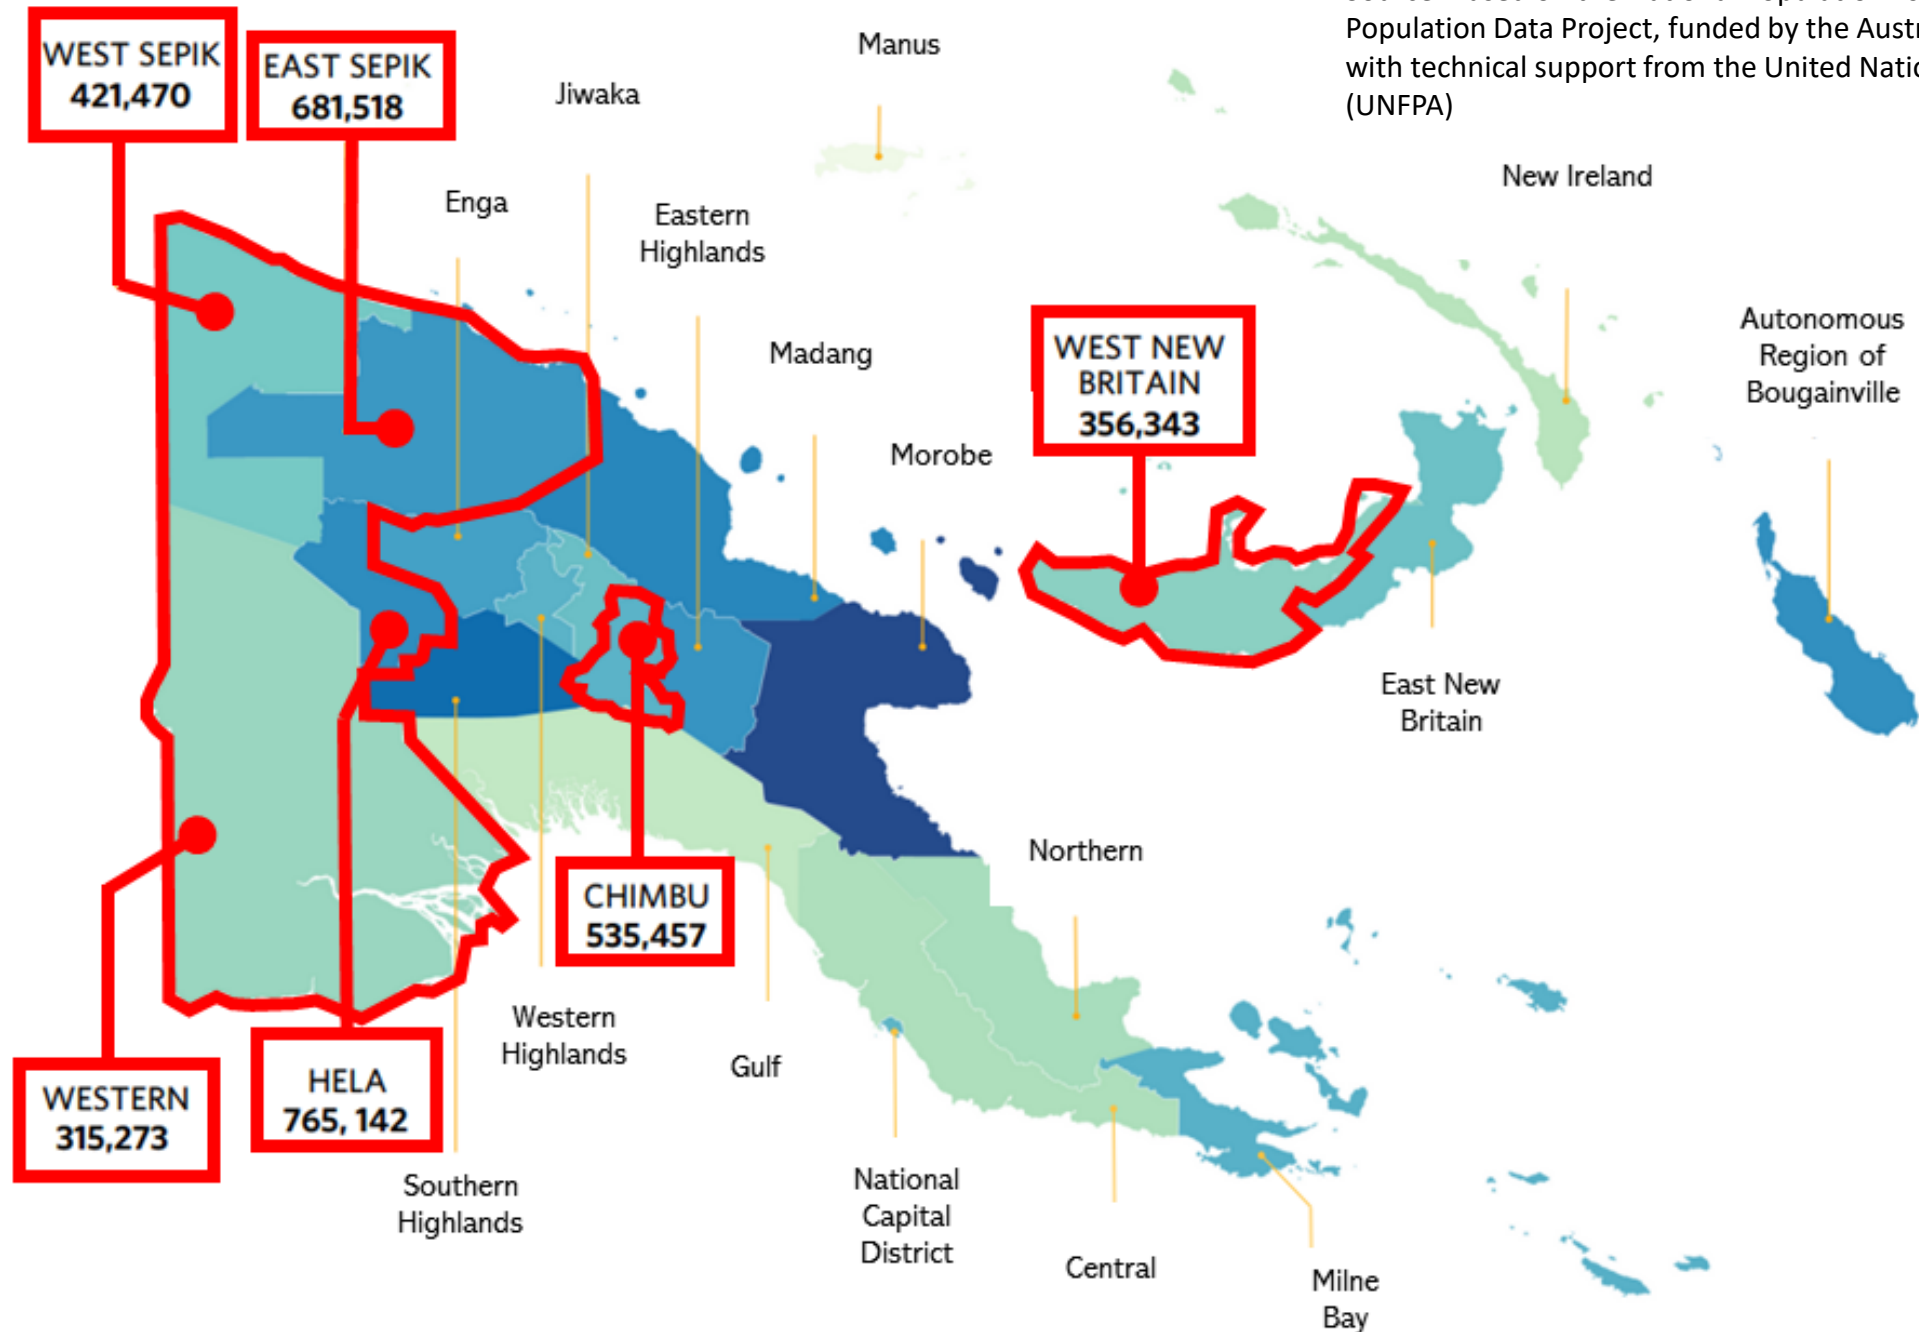 Population Data Project, funded by the Austr
with technical support from the United Natio
(UNFPA)
WEST SEPIK
421,470
EAST SEPIK
681,518
Jiwaka
Manus
Enga
Eastern
Highlands
New Ireland
Madang
WEST NEW
BRITAIN
356,343
Autonomous
Region of
Bougainville
Morobe
East New
Britain
Northern
CHIMBU
535,457
Western
Highlands
Gulf
WESTERN
315,273
HELA
765, 142
Southern
Highlands
National
Capital
District
Central
Milne
Bay